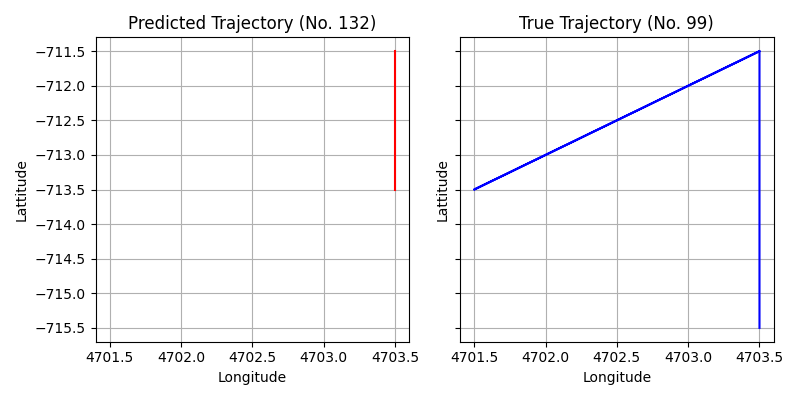 Predicted Trajectory (No. 132)
Lattitude
−711.5
−712.0
−712.5
−713.0
−713.5
−714.0
−714.5
−715.0
−715.5
4701.5 4702.0 4702.5 4703.0 4703.5
Longitude
True Trajectory (No. 99)
Lattitude
4701.5 4702.0 4702.5 4703.0 4703.5
Longitude